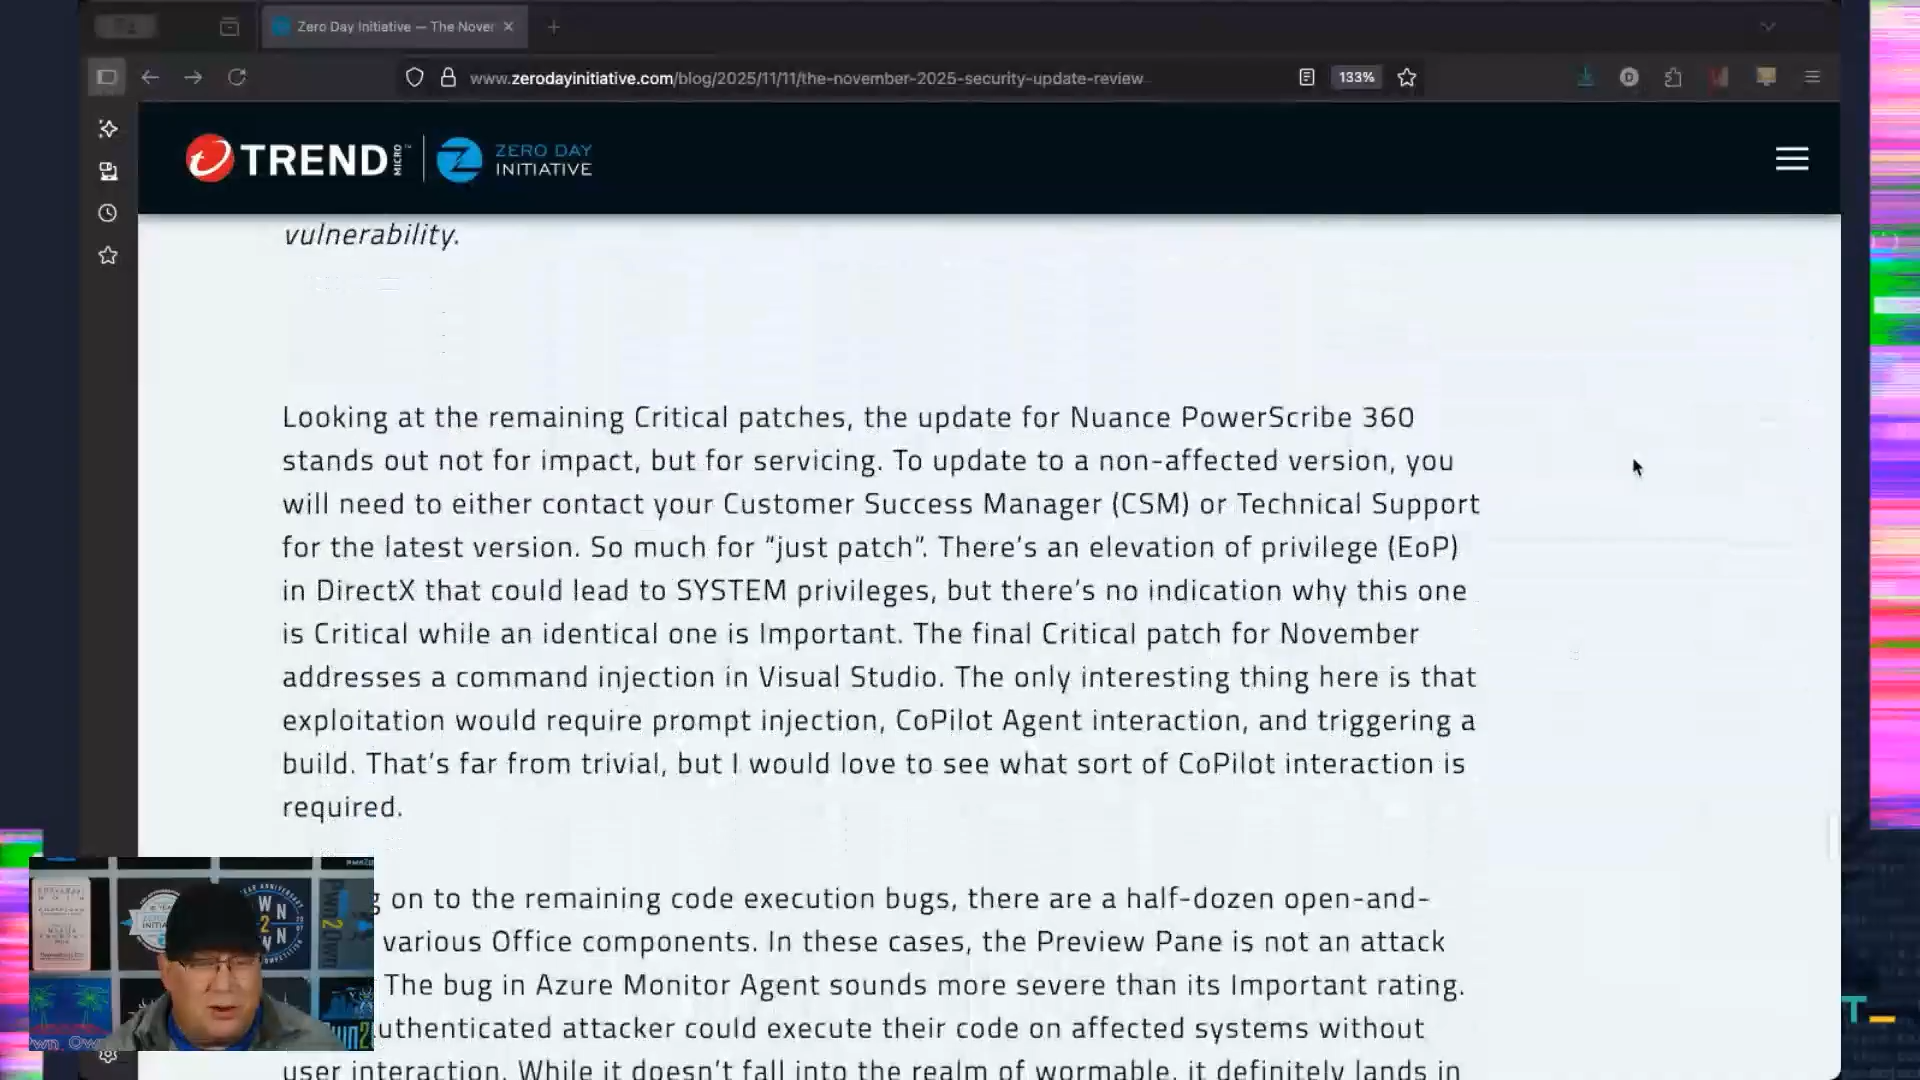 Zero Day Initiative — The Nover
www.zerodayinitiative.com/blog/2025/11/11/the-november-2025-security-update-review
133%
TREND MICRO
ZERO DAY
INITIATIVE
vulnerability.
Looking at the remaining Critical patches, the update for Nuance PowerScribe 360
stands out not for impact, but for servicing. To update to a non-affected version, you
will need to either contact your Customer Success Manager (CSM) or Technical Support
for the latest version. So much for “just patch”. There’s an elevation of privilege (EoP)
in DirectX that could lead to SYSTEM privileges, but there’s no indication why this one
is Critical while an identical one is Important. The final Critical patch for November
addresses a command injection in Visual Studio. The only interesting thing here is that
exploitation would require prompt injection, CoPilot Agent interaction, and triggering a
build. That’s far from trivial, but I would love to see what sort of CoPilot interaction is
required.
g on to the remaining code execution bugs, there are a half-dozen open-and-
various Office components. In these cases, the Preview Pane is not an attack
The bug in Azure Monitor Agent sounds more severe than its Important rating.
uthenticated attacker could execute their code on affected systems without
user interaction. While it doesn’t fall into the realm of wormable, it definitely lands in
T_